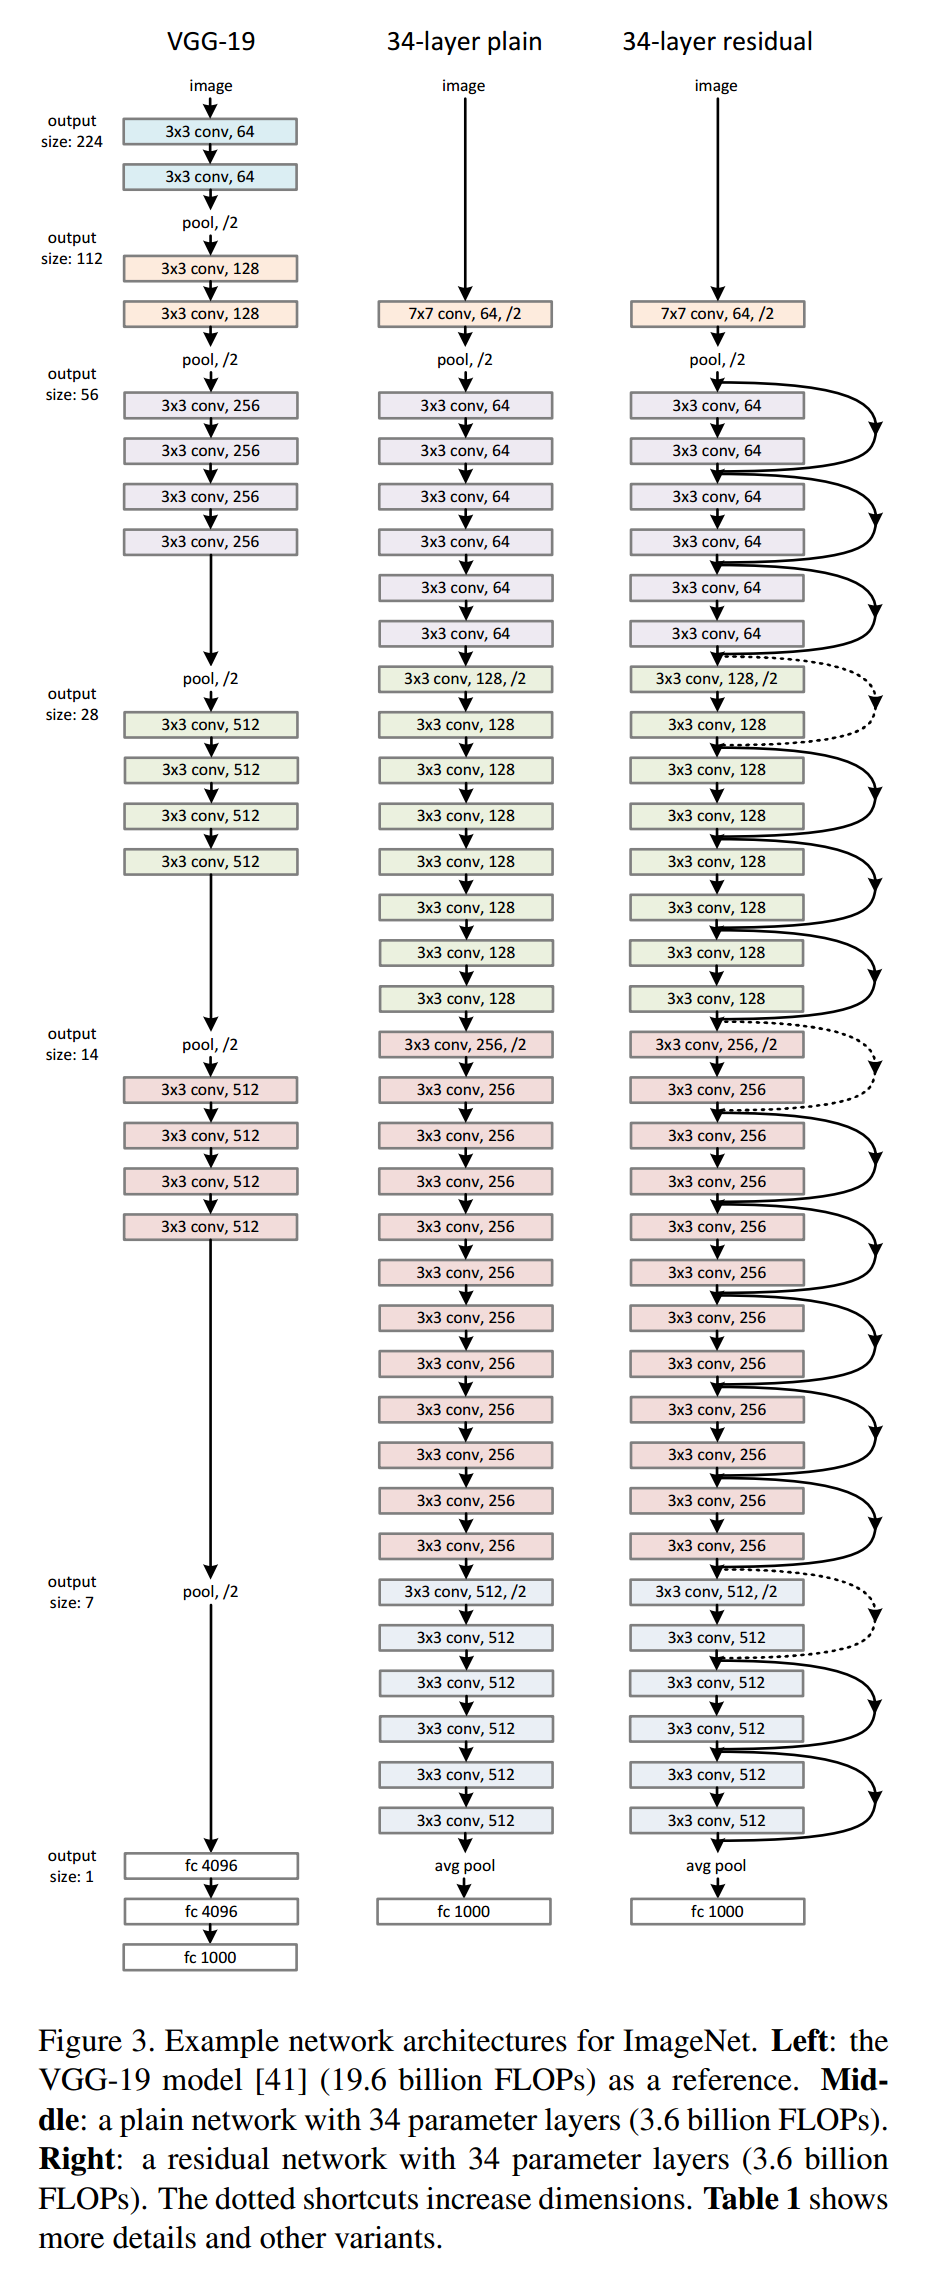 VGG-19
34-layer plain
34-layer residual
output
size: 224
image
3x3 conv, 64
3x3 conv, 64
pool, /2
output
size: 112
3x3 conv, 128
3x3 conv, 128
pool, /2
output
size: 56
3x3 conv, 256
3x3 conv, 256
3x3 conv, 256
3x3 conv, 256
pool, /2
output
size: 28
3x3 conv, 512
3x3 conv, 512
3x3 conv, 512
3x3 conv, 512
pool, /2
output
size: 14
3x3 conv, 512
3x3 conv, 512
3x3 conv, 512
3x3 conv, 512
output
size: 7
pool, /2
output
size: 1
fc 4096
fc 4096
fc 1000
image
7x7 conv, 64, /2
pool, /2
3x3 conv, 64
3x3 conv, 64
3x3 conv, 64
3x3 conv, 64
3x3 conv, 64
3x3 conv, 64
3x3 conv, 128, /2
3x3 conv, 128
3x3 conv, 128
3x3 conv, 128
3x3 conv, 128
3x3 conv, 128
3x3 conv, 128
3x3 conv, 128
3x3 conv, 256, /2
3x3 conv, 256
3x3 conv, 256
3x3 conv, 256
3x3 conv, 256
3x3 conv, 256
3x3 conv, 256
3x3 conv, 256
3x3 conv, 256
3x3 conv, 256
3x3 conv, 256
3x3 conv, 256
3x3 conv, 512, /2
3x3 conv, 512
3x3 conv, 512
3x3 conv, 512
3x3 conv, 512
3x3 conv, 512
avg pool
fc 1000
image
7x7 conv, 64, /2
pool, /2
3x3 conv, 64
3x3 conv, 64
3x3 conv, 64
3x3 conv, 64
3x3 conv, 64
3x3 conv, 64
3x3 conv, 128, /2
3x3 conv, 128
3x3 conv, 128
3x3 conv, 128
3x3 conv, 128
3x3 conv, 128
3x3 conv, 128
3x3 conv, 128
3x3 conv, 256, /2
3x3 conv, 256
3x3 conv, 256
3x3 conv, 256
3x3 conv, 256
3x3 conv, 256
3x3 conv, 256
3x3 conv, 256
3x3 conv, 256
3x3 conv, 256
3x3 conv, 256
3x3 conv, 256
3x3 conv, 512, /2
3x3 conv, 512
3x3 conv, 512
3x3 conv, 512
3x3 conv, 512
3x3 conv, 512
avg pool
fc 1000
Figure 3. Example network architectures for ImageNet. Left: the
VGG-19 model [41] (19.6 billion FLOPs) as a reference. Mid-
dle: a plain network with 34 parameter layers (3.6 billion FLOPs).
Right: a residual network with 34 parameter layers (3.6 billion
FLOPs). The dotted shortcuts increase dimensions. Table 1 shows
more details and other variants.